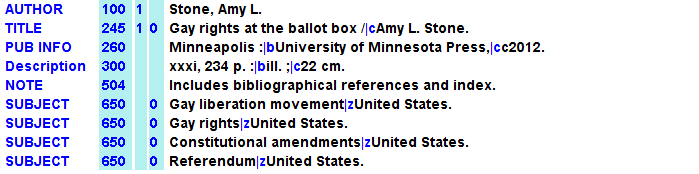 AUTHOR 100 1 Stone, Amy L.
TITLE 245 1 0 Gay rights at the ballot box /|cAmy L. Stone.
PUB INFO 260 Minneapolis :|bUniversity of Minnesota Press,|cc2012.
Description 300 xxxi, 234 p. :|bill. ;|c22 cm.
NOTE 504 Includes bibliographical references and index.
SUBJECT 650 0 Gay liberation movement|zUnited States.
SUBJECT 650 0 Gay rights|zUnited States.
SUBJECT 650 0 Constitutional amendments|zUnited States.
SUBJECT 650 0 Referendum|zUnited States.